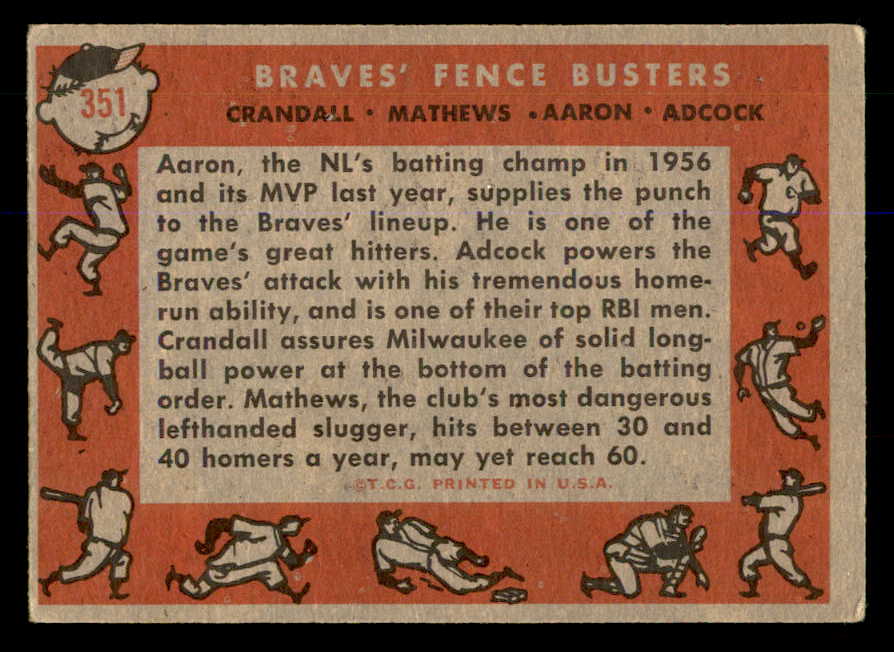 351
BRAVES' FENCE BUSTERS
CRANDALL • MATHEWS • AARON • ADCOCK
Aaron, the NL's batting champ in 1956
and its MVP last year, supplies the punch
to the Braves' lineup. He is one of the
game's great hitters. Adcock powers the
Braves' attack with his tremendous home-
run ability, and is one of their top RBI men.
Crandall assures Milwaukee of solid long-
ball power at the bottom of the batting
order. Mathews, the club's most dangerous
lefthanded slugger, hits between 30 and
40 homers a year, may yet reach 60.
©T.C.G. PRINTED IN U.S.A.